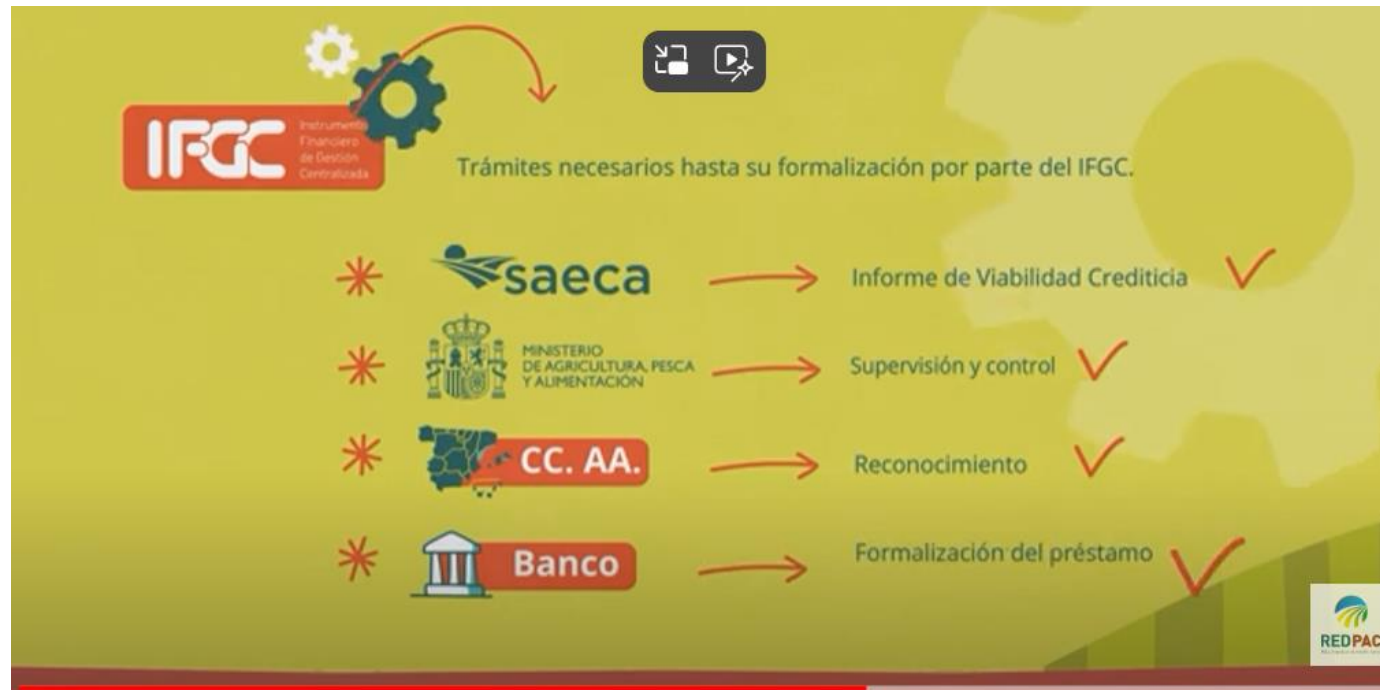 IFGC
Instrumento
Financiero
de Gestión
Centralizada
Trámites necesarios hasta su formalización por parte del IFGC.
saeca
Informe de Viabilidad Crediticia
MINISTERIO
DE AGRICULTURA, PESCA
Y ALIMENTACIÓN
Supervisión y control
CC. AA.
Reconocimiento
Banco
Formalización del préstamo
REDPAC